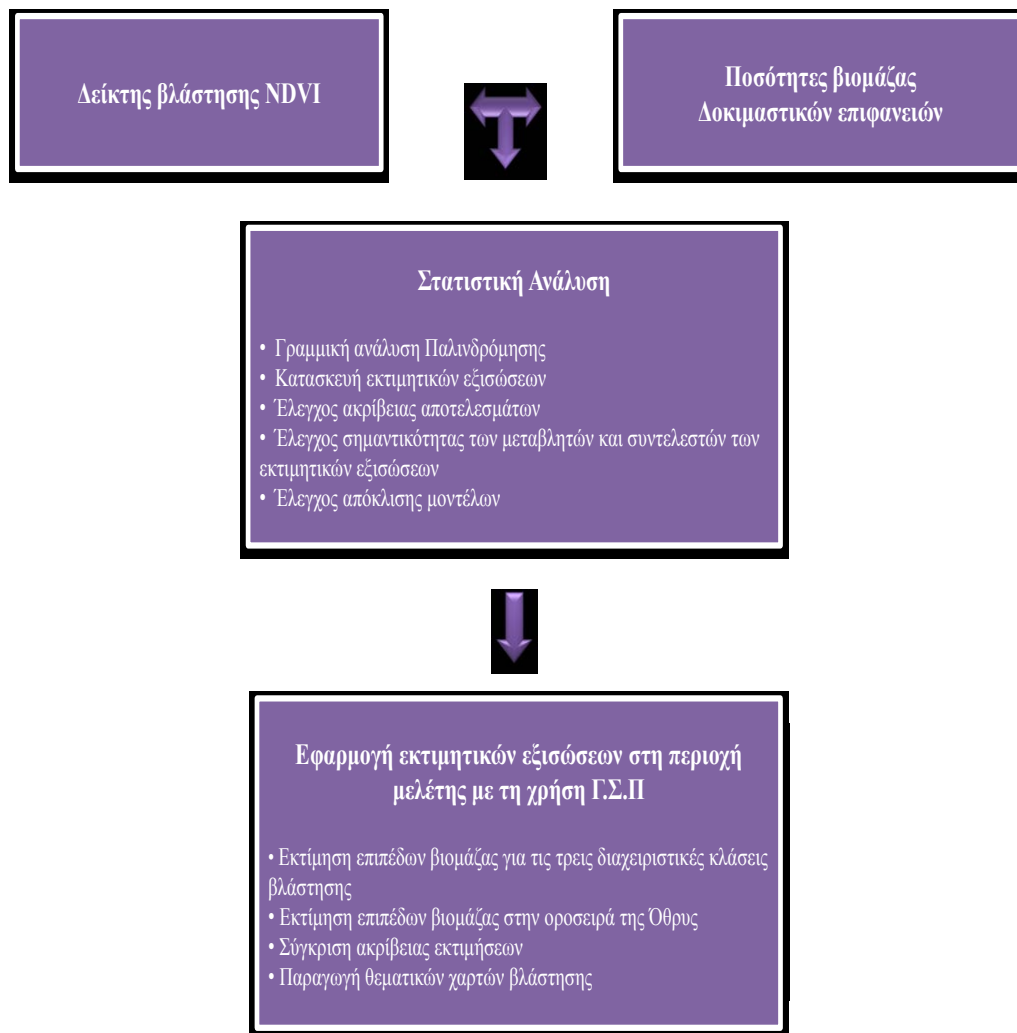 Δείκτης βλάστησης NDVI
Ποσότητες βιομάζας
Δοκιμαστικών επιφανειών
Στατιστική Ανάλυση
• Γραμμική ανάλυση Παλινδρόμησης
• Κατασκευή εκτιμητικών εξισώσεων
• Έλεγχος ακρίβειας αποτελεσμάτων
• Έλεγχος σημαντικότητας των μεταβλητών και συντελεστών των
εκτιμητικών εξισώσεων
• Έλεγχος απόκλισης μοντέλων
Εφαρμογή εκτιμητικών εξισώσεων στη περιοχή
μελέτης με τη χρήση Γ.Σ.Π
• Εκτίμηση επιπέδων βιομάζας για τις τρεις διαχειριστικές κλάσεις
βλάστησης
• Εκτίμηση επιπέδων βιομάζας στην οροσειρά της Όθρυς
• Σύγκριση ακρίβειας εκτιμήσεων
• Παραγωγή θεματικών χαρτών βλάστησης